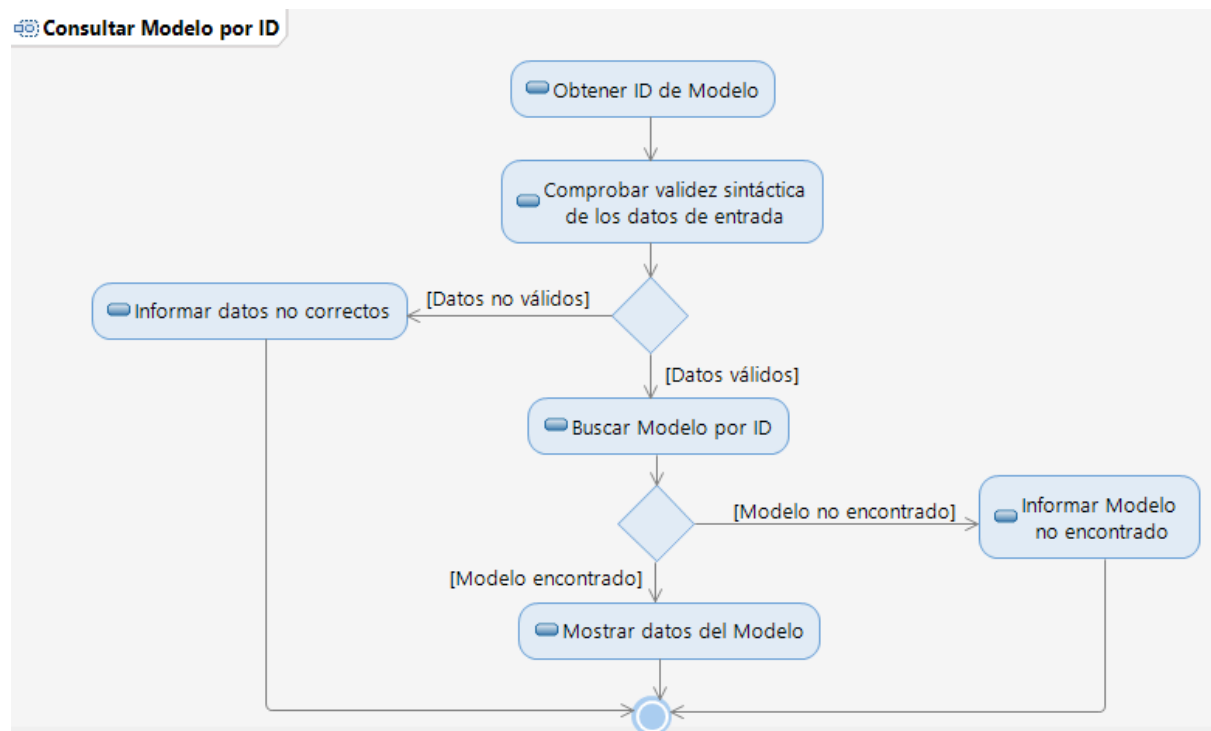 Consultar Modelo por ID
Obtener ID de Modelo
Comprobar validez sintáctica
de los datos de entrada
[Datos no válidos]
Informar datos no correctos
[Datos válidos]
Buscar Modelo por ID
[Modelo no encontrado]
Informar Modelo
no encontrado
[Modelo encontrado]
Mostrar datos del Modelo